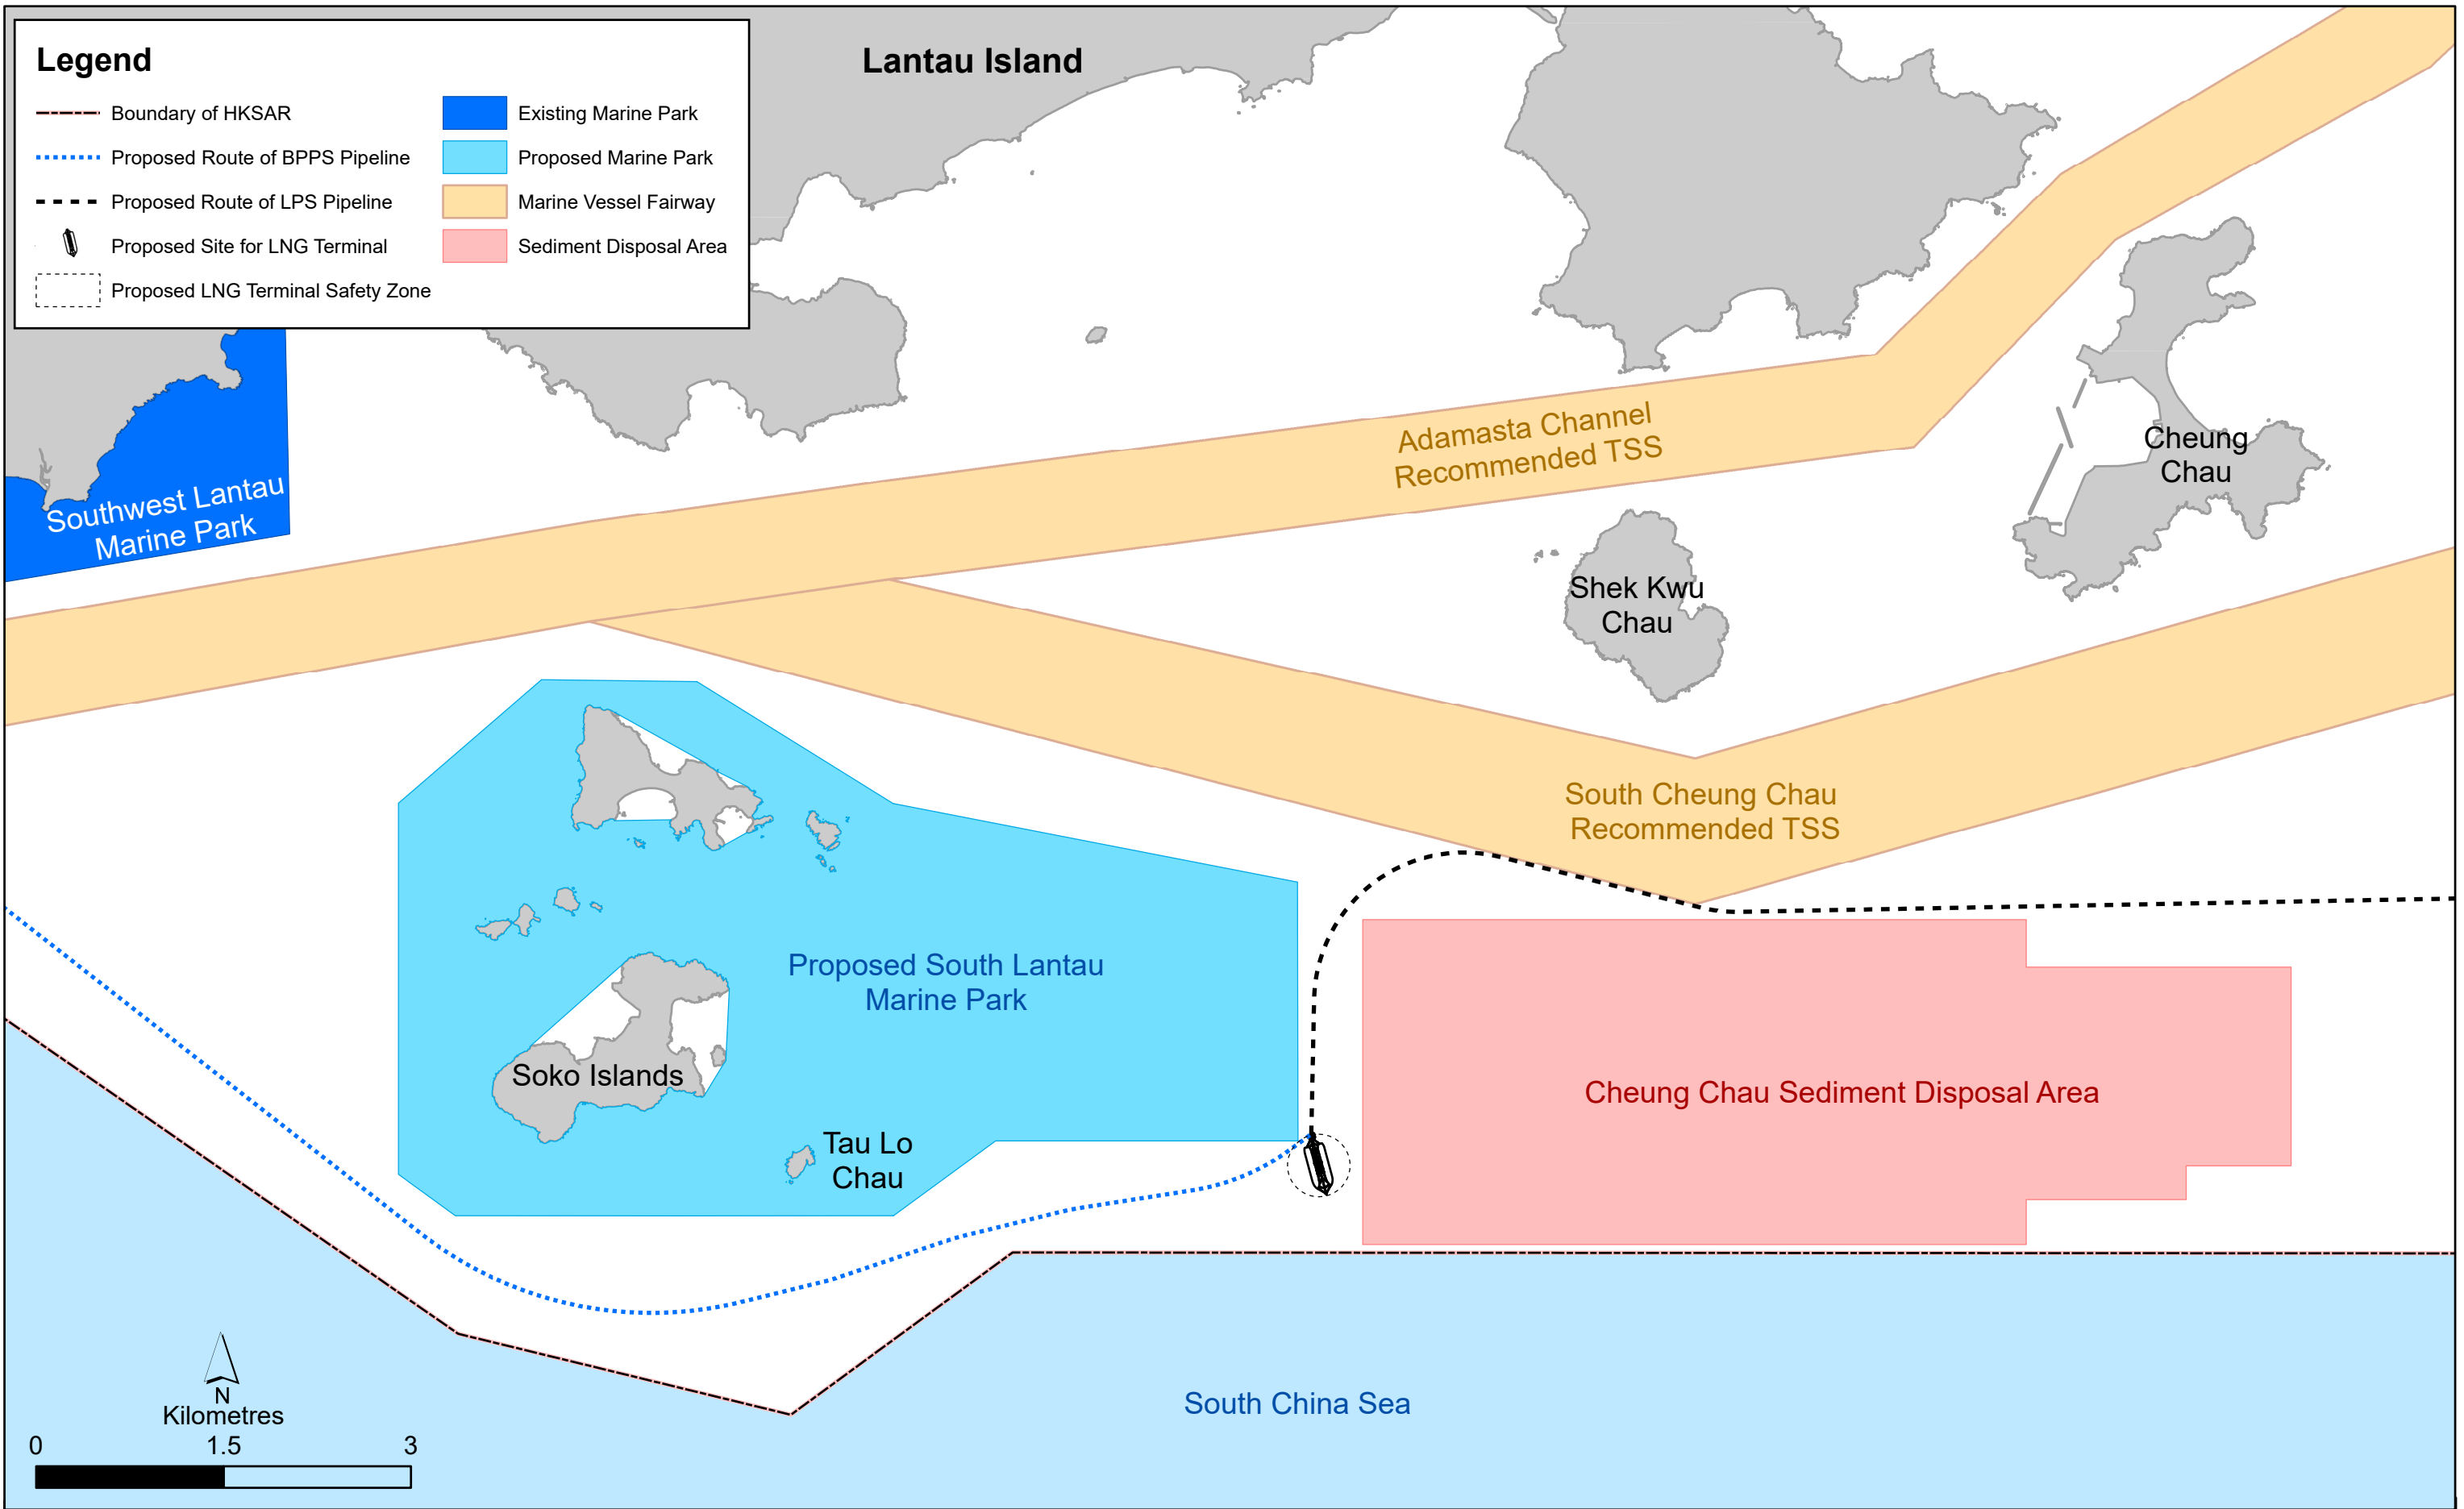 Lantau Island
Legend
Boundary of HKSAR
Proposed Route of BPPS Pipeline
Proposed Route of LPS Pipeline
Proposed Site for LNG Terminal
Proposed LNG Terminal Safety Zone
Existing Marine Park
Proposed Marine Park
Marine Vessel Fairway
Sediment Disposal Area
Adamasta Channel
Recommended TSS
Cheung
Chau
Southwest Lantau
Marine Park
Shek Kwu
Chau
South Cheung Chau
Recommended TSS
Proposed South Lantau
Marine Park
Soko Islands
Cheung Chau Sediment Disposal Area
Tau Lo
Chau
South China Sea
N
Kilometres
0 1.5 3